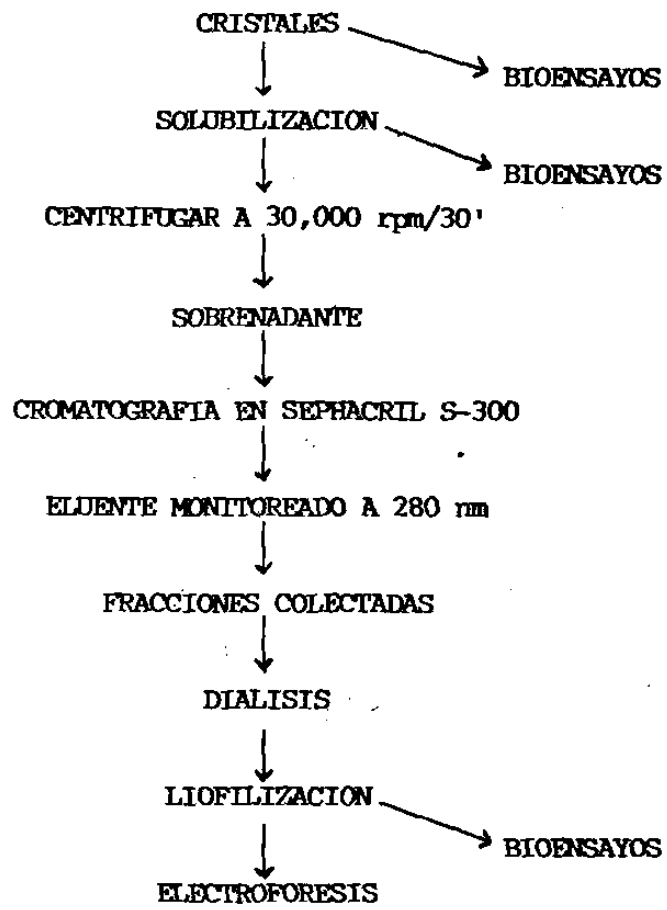 CRISTALES
BIOENSAYOS
SOLUBILIZACION
BIOENSAYOS
CENTRIFUGAR A 30,000 rpm/30'
SOBRENADANTE
CROMATOGRAFIA EN SEPHACRIL S-300
ELUENTE MONITOREADO A 280 nm
FRACCIONES COLECTADAS
DIALISIS
LIOFILIZACION
BIOENSAYOS
ELECTROFORESIS